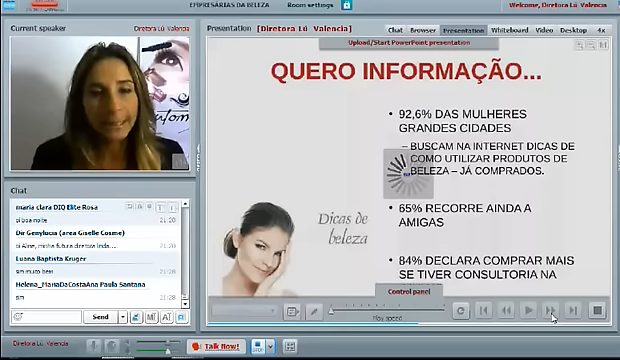 EMPRESÁRIAS DA BELEZA
Room settings
Welcome, Diretora Lú Valencia
Current speaker
Diretora Lú Valencia
Presentation
[Diretora Lú Valencia]
Chat
Browser
Presentation
Whiteboard
Video
Desktop
4x
Upload/Start PowerPoint presentation
QUERO INFORMAÇÃO...
• 92,6% DAS MULHERES
GRANDES CIDADES
– BUSCAM NA INTERNET DICAS DE
COMO UTILIZAR PRODUTOS DE
BELEZA – JÁ COMPRADOS.
• 65% RECORRE AINDA A
AMIGAS
• 84% DECLARA COMPRAR MAIS
SE TIVER CONSULTORIA NA
Dicas de
beleza
Control panel
Play speed
Chat
maria clara DIQ Elite Rosa
oi boa noite
21:28
Dir Genylucia (area Giselle Cosme)
oi Aline, minha futura diretora linda....
Luana Baptista Kruger
sim muito bem
21:28
Helena_MariaDaCostaAna Paula Santana
sim
21:28
Send
Diretora Lú Valencia
Talk Now!
STOP